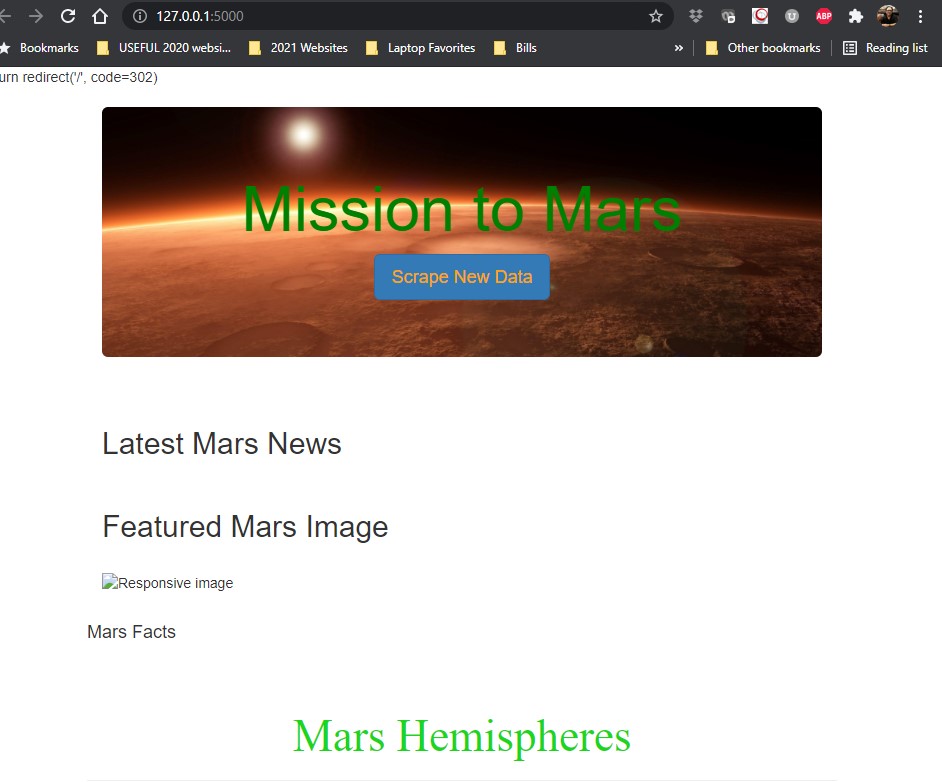 127.0.0.1:5000
ABP
Bookmarks
USEFUL 2020 websi...
2021 Websites
Laptop Favorites
Bills
»
Other bookmarks
Reading list
urn redirect('/', code=302)
Mission to Mars
Scrape New Data
Latest Mars News
Featured Mars Image
Responsive image
Mars Facts
Mars Hemispheres